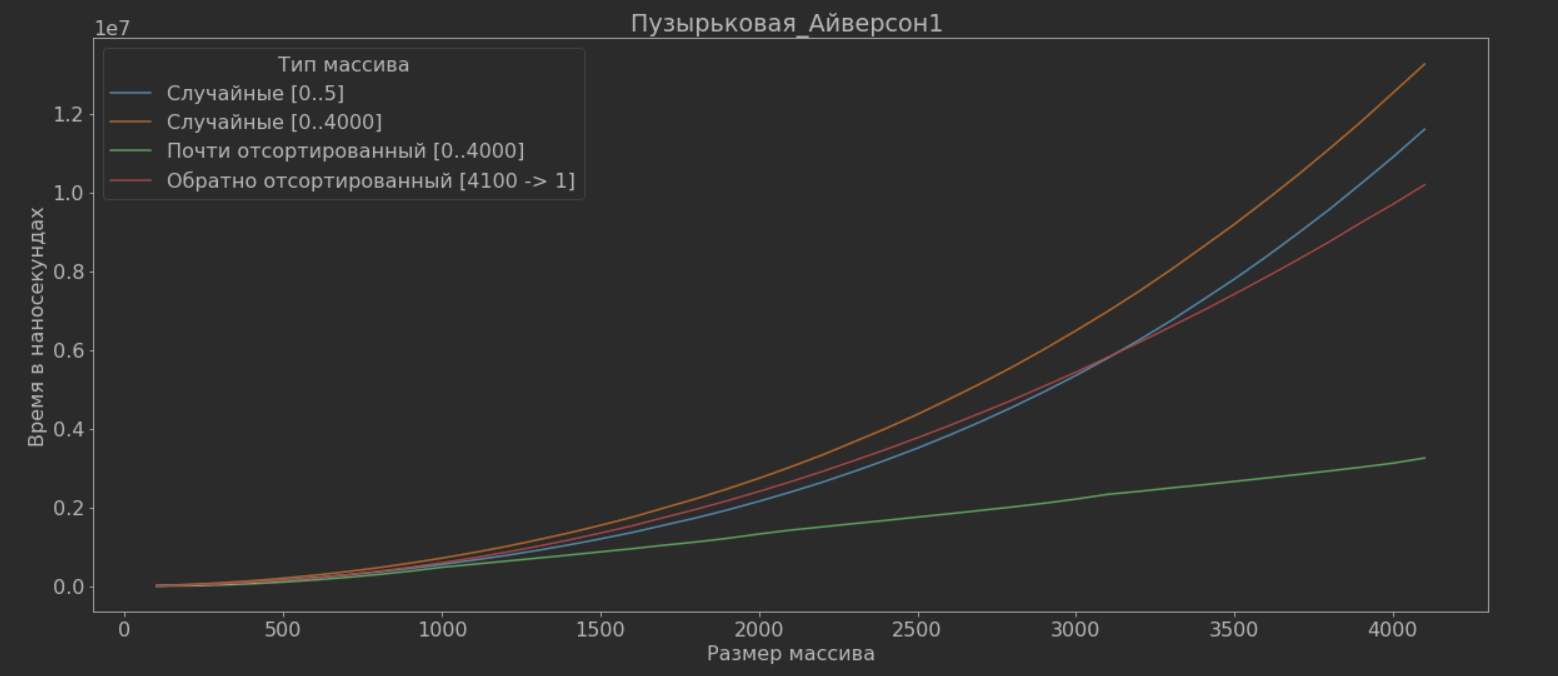 Пузырьковая_Айверсон1
1e7
Тип массива
Случайные [0..5]
Случайные [0..4000]
Почти отсортированный [0..4000]
Обратно отсортированный [4100 -> 1]
1.2
1.0
0.8
0.6
0.4
0.2
0.0
Время в наносекундах
0 500 1000 1500 2000 2500 3000 3500 4000
Размер массива